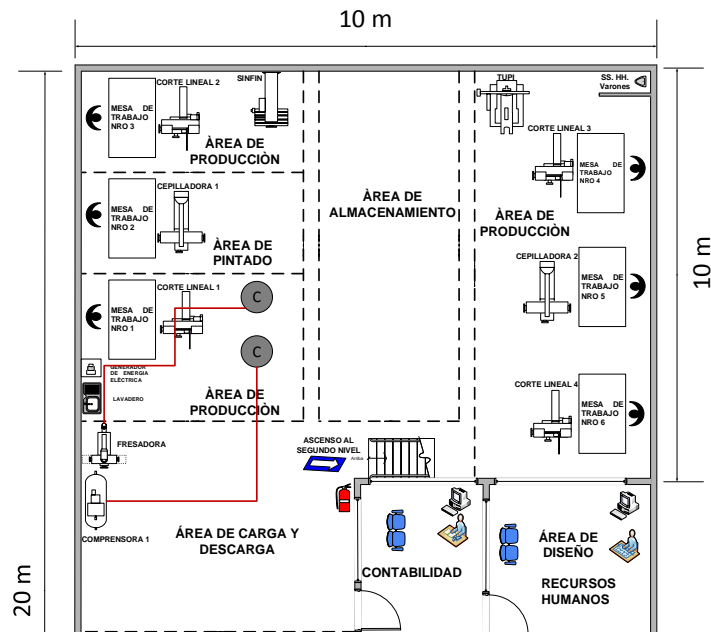 10 m
CORTE LINEAL 2
SINFIN
TUPI
SS. HH.
Varones
MESA DE
TRABAJO
NRO 3
ÀREA DE
PRODUCCIÒN
CORTE LINEAL 3
MESA DE
TRABAJO
NRO 4
CEPILLADORA 1
MESA DE
TRABAJO
NRO 2
ÀREA DE
PINTADO
ÀREA DE
ALMACENAMIENTO
ÀREA DE
PRODUCCIÒN
CEPILLADORA 2
MESA DE
TRABAJO
NRO 5
10 m
CORTE LINEAL 1
MESA DE
TRABAJO
NRO 1
C
C
GENERADOR
DE ENERGIA
ELÉCTRICA
LAVADERO
ÀREA DE
PRODUCCIÒN
CORTE LINEAL 4
MESA DE
TRABAJO
NRO 6
FRESADORA
ASCENSO AL
SEGUNDO NIVEL
Arriba
COMPRENSORA 1
ÁREA DE CARGA Y
DESCARGA
CONTABILIDAD
ÁREA DE
DISEÑO
RECURSOS
HUMANOS
20 m